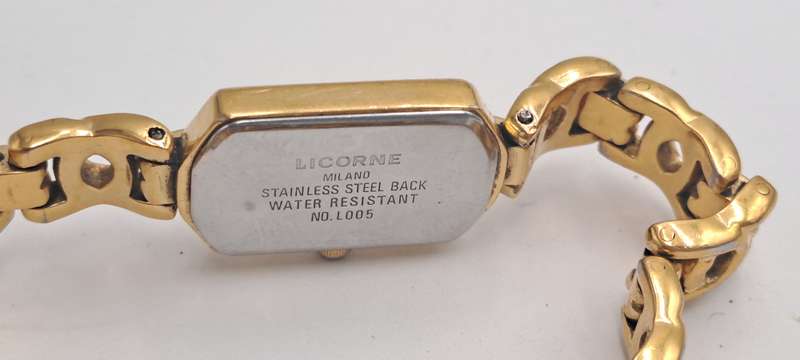 LICORNE
MILANO
STAINLESS STEEL BACK
WATER RESISTANT
NO. L005